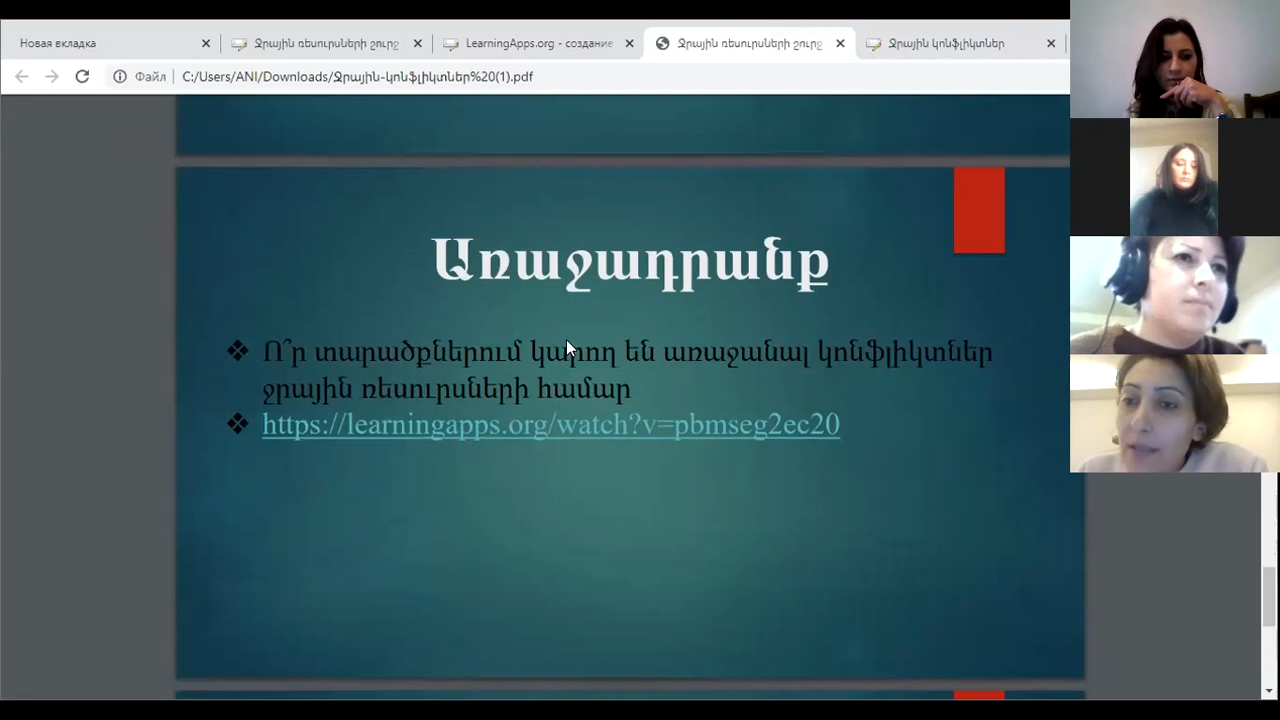 Новая вкладка
Ջրային ռեսուրսների շուրջ
LearningApps.org - создание
Ջրային ռեսուրսների շուրջ
Ջրային կոնֆլիկտներ
Файл
C:/Users/ANI/Downloads/Ջրային-կոնֆլիկտներ%20(1).pdf
Առաջադրանք
❖ Ո՞ր տարածքներում կարող են առաջանալ կոնֆլիկտներ
ջրային ռեսուրսների համար
❖ https://learningapps.org/watch?v=pbmseg2ec20